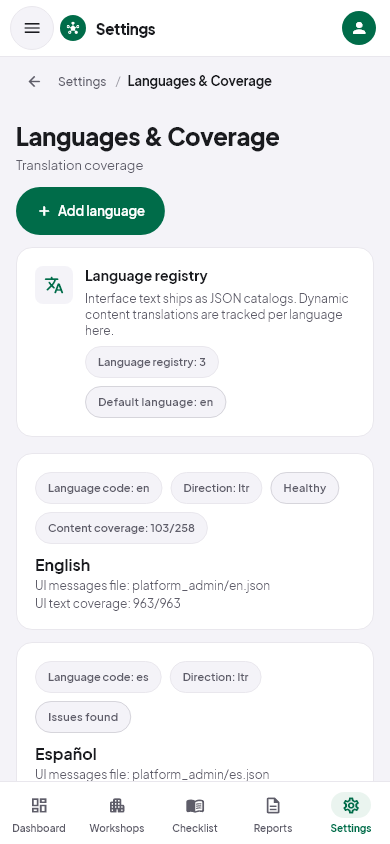 Settings
Settings / Languages & Coverage
Languages & Coverage
Translation coverage
+ Add language
Language registry
Interface text ships as JSON catalogs. Dynamic
content translations are tracked per language
here.
Language registry: 3
Default language: en
Language code: en
Direction: ltr
Healthy
Content coverage: 103/258
English
UI messages file: platform_admin/en.json
UI text coverage: 963/963
Language code: es
Direction: ltr
Issues found
Español
UI messages file: platform_admin/es.json
Dashboard
Workshops
Checklist
Reports
Settings